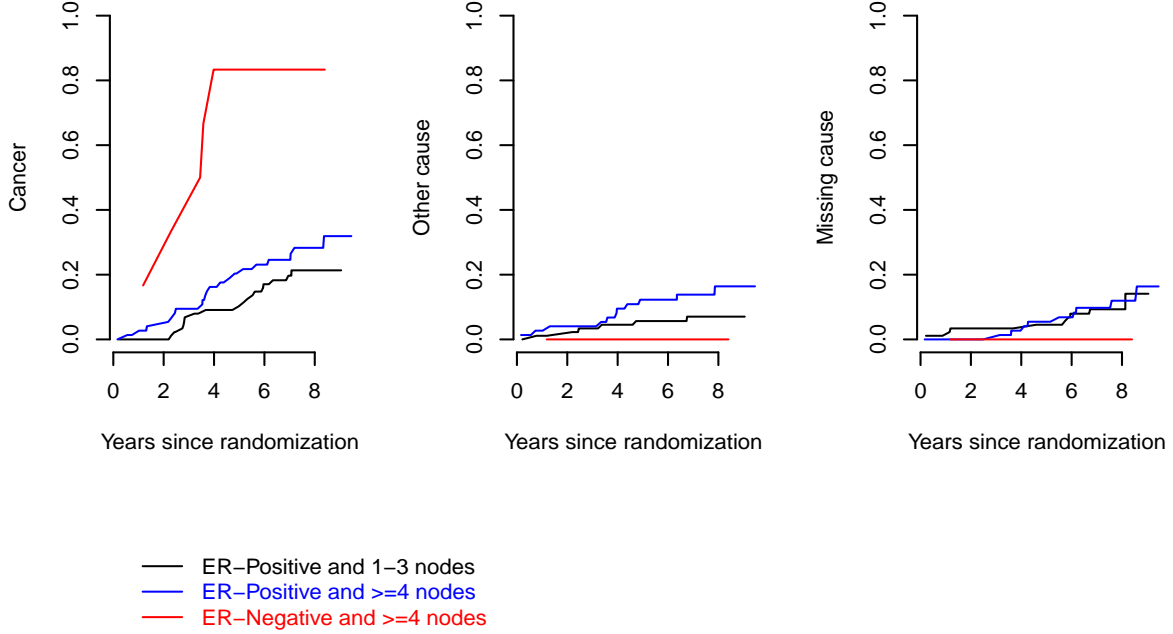 Cancer
0.0 0.2 0.4 0.6 0.8 1.0
0 2 4 6 8
Years since randomization
Other cause
0.0 0.2 0.4 0.6 0.8 1.0
0 2 4 6 8
Years since randomization
Missing cause
0.0 0.2 0.4 0.6 0.8 1.0
0 2 4 6 8
Years since randomization
ER−Positive and 1−3 nodes
ER−Positive and >=4 nodes
ER−Negative and >=4 nodes